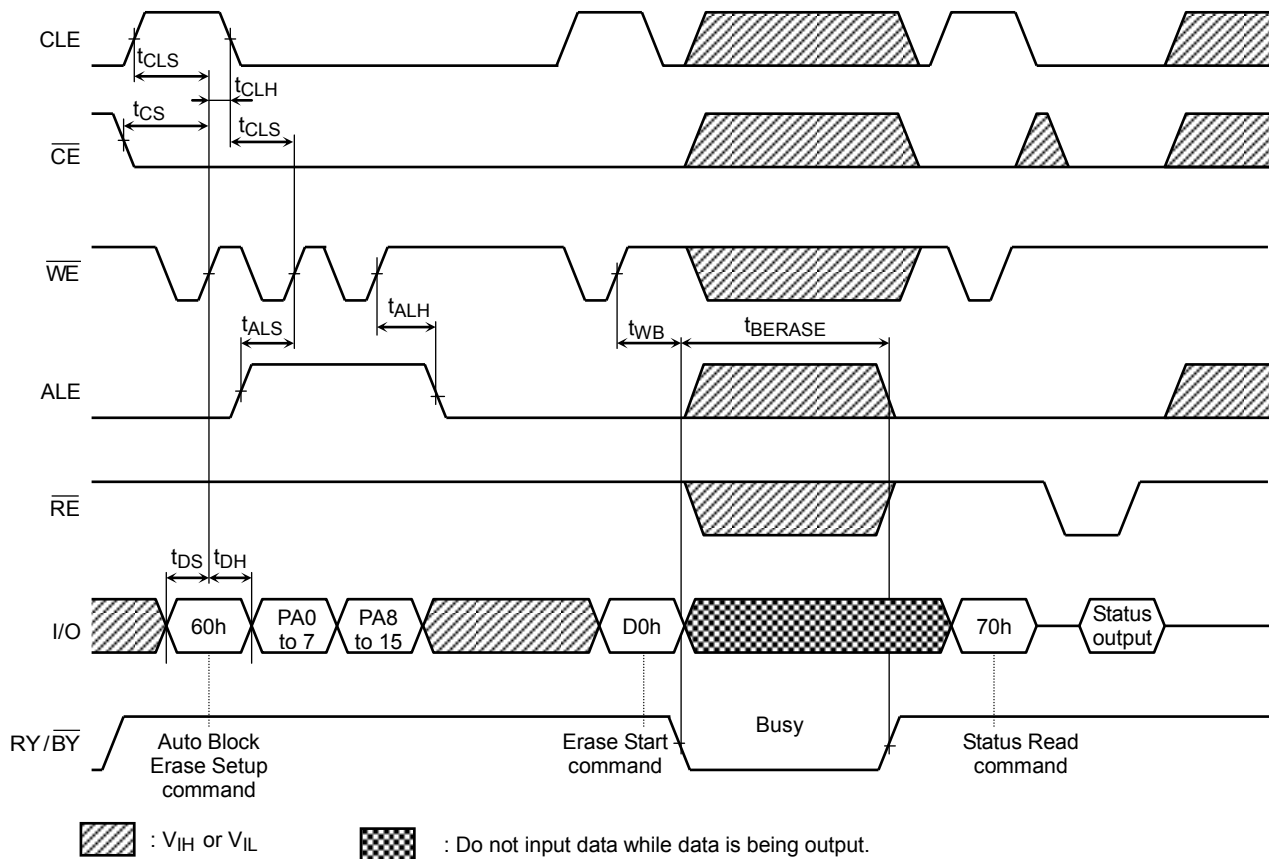 CLE
tCLS
tCLH
tCS
tCLS
CE
WE
tALH
tALS
tWB
tBERASE
ALE
RE
tDS
tDH
I/O
60h
PA0
to 7
PA8
to 15
D0h
70h
Status
output
RY/BY
Busy
Auto Block
Erase Setup
command
Erase Start
command
Status Read
command
: VIH or VIL
: Do not input data while data is being output.